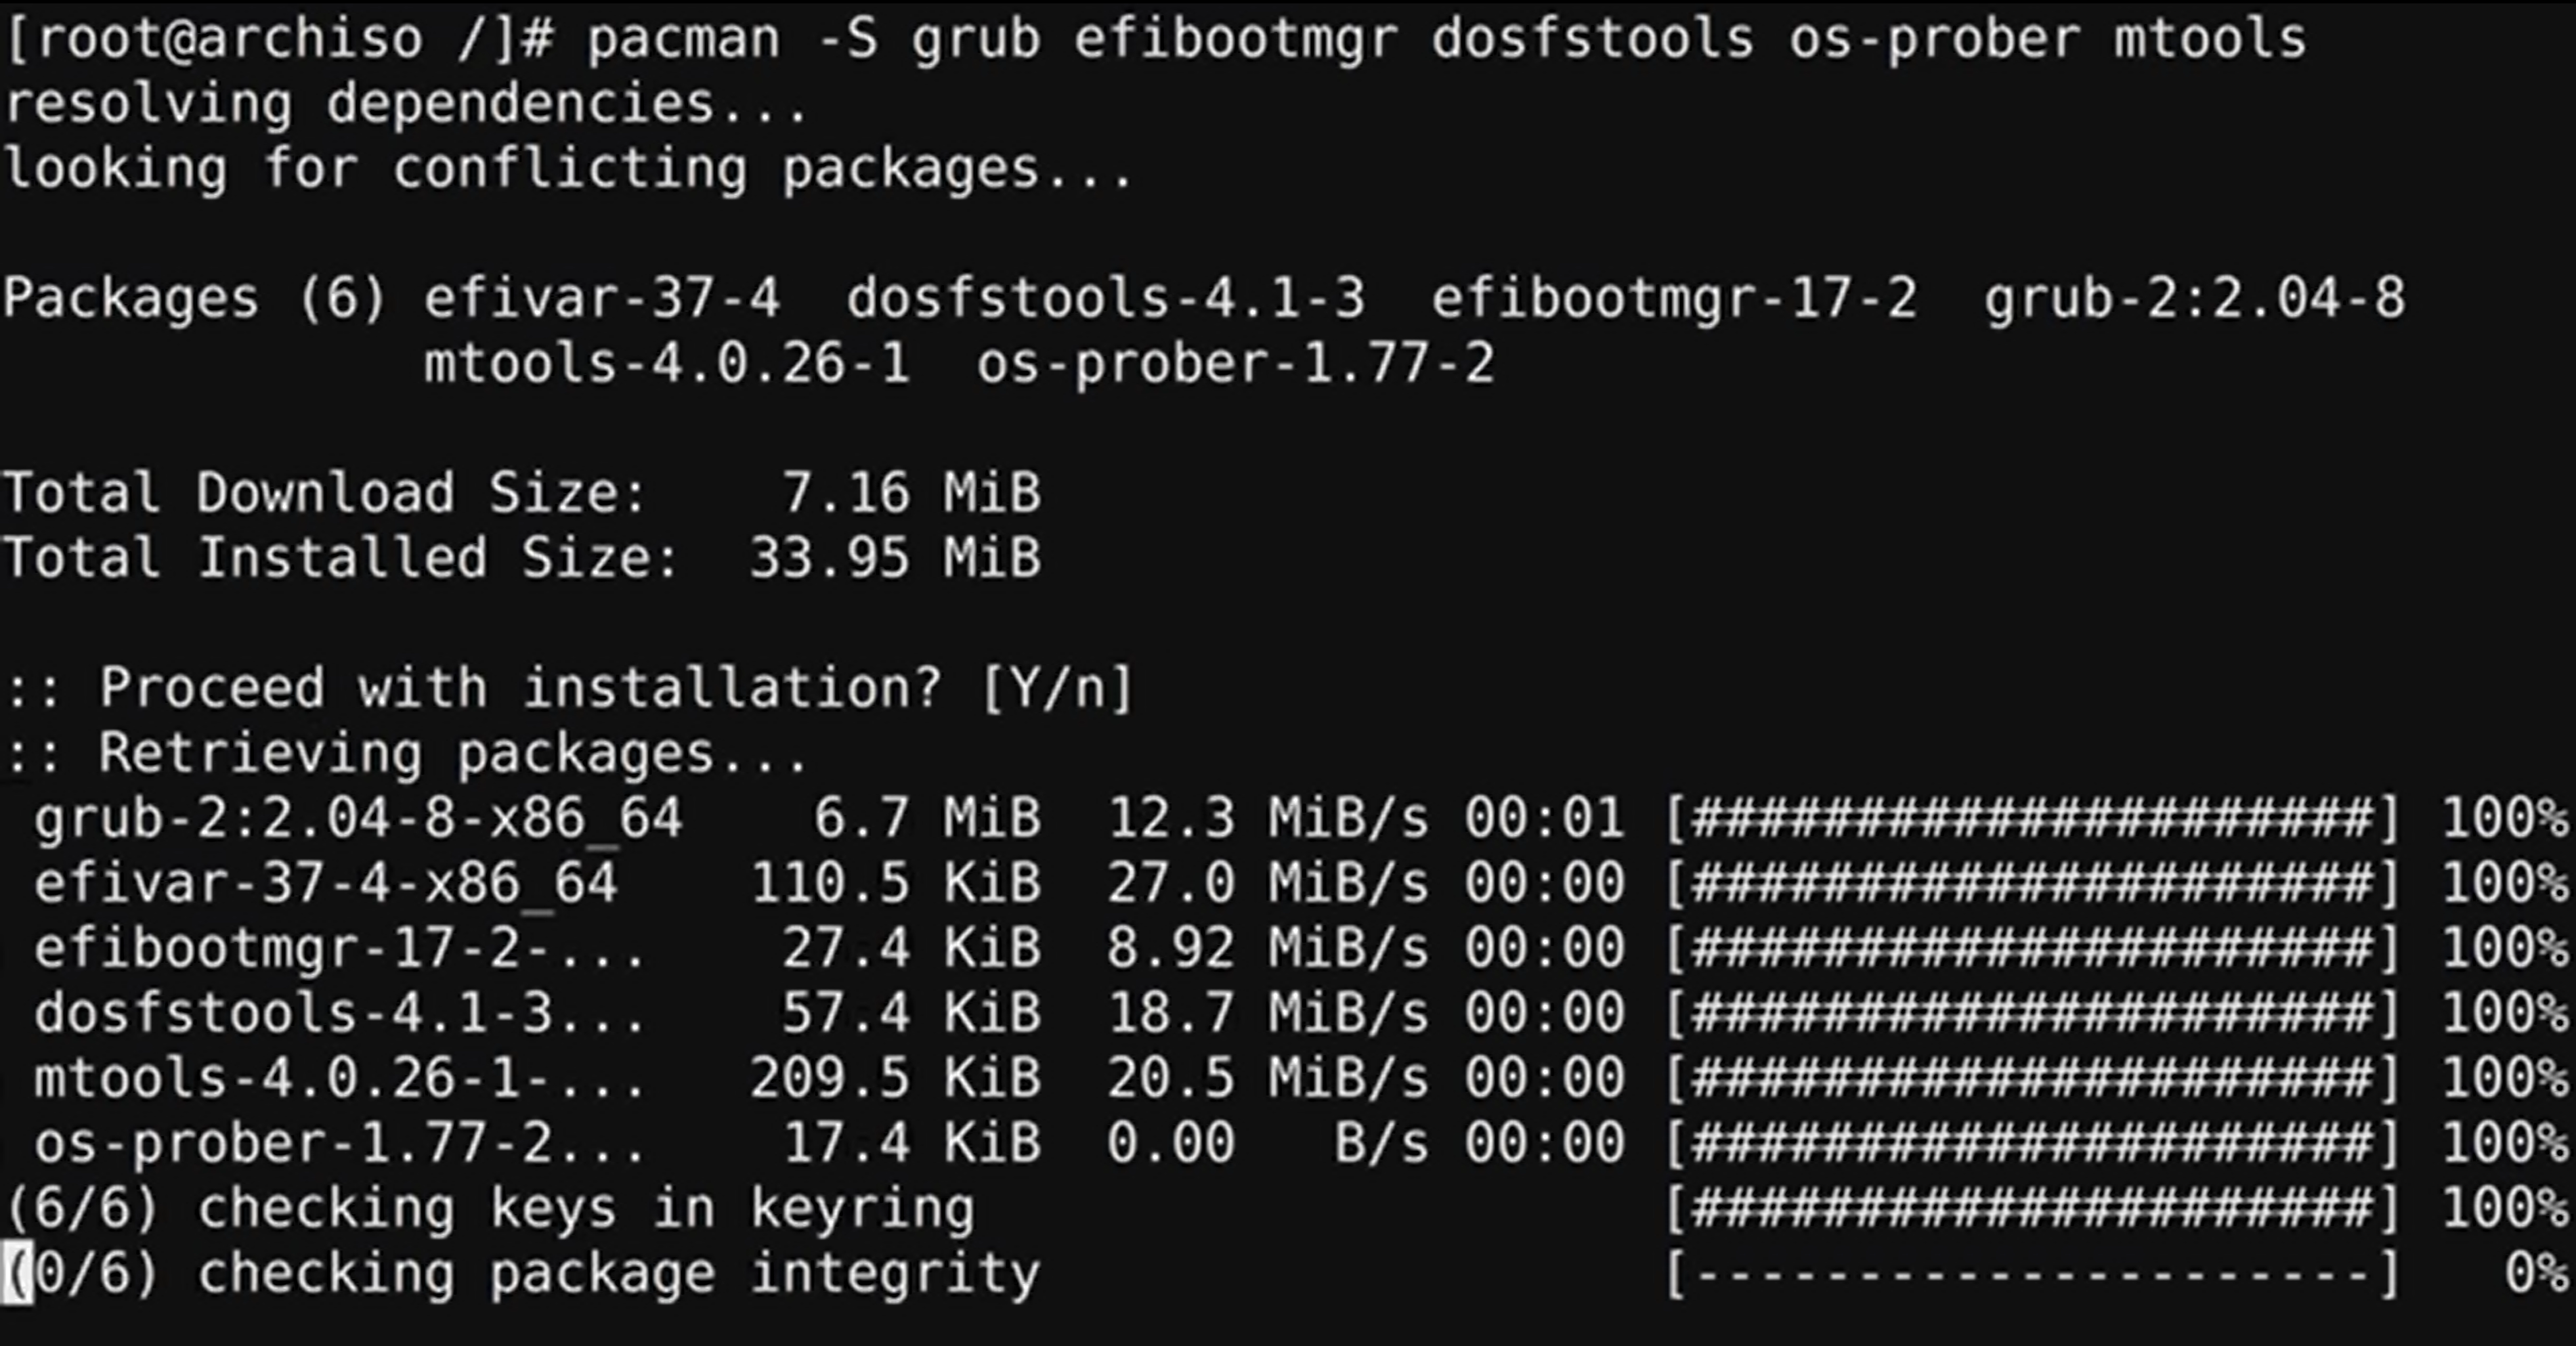 [root@archiso /]# pacman -S grub efibootmgr dosfstools os-prober mtools
resolving dependencies...
looking for conflicting packages...
Packages (6) efivar-37-4  dosfstools-4.1-3  efibootmgr-17-2  grub-2:2.04-8
             mtools-4.0.26-1  os-prober-1.77-2
Total Download Size:    7.16 MiB
Total Installed Size:  33.95 MiB
:: Proceed with installation? [Y/n]
:: Retrieving packages...
 grub-2:2.04-8-x86_64    6.7 MiB  12.3 MiB/s 00:01 [#####################] 100%
 efivar-37-4-x86_64    110.5 KiB  27.0 MiB/s 00:00 [#####################] 100%
 efibootmgr-17-2-...    27.4 KiB  8.92 MiB/s 00:00 [#####################] 100%
 dosfstools-4.1-3...    57.4 KiB  18.7 MiB/s 00:00 [#####################] 100%
 mtools-4.0.26-1-...   209.5 KiB  20.5 MiB/s 00:00 [#####################] 100%
 os-prober-1.77-2...    17.4 KiB  0.00   B/s 00:00 [#####################] 100%
(6/6) checking keys in keyring                     [#####################] 100%
(0/6) checking package integrity                   [---------------------]   0%